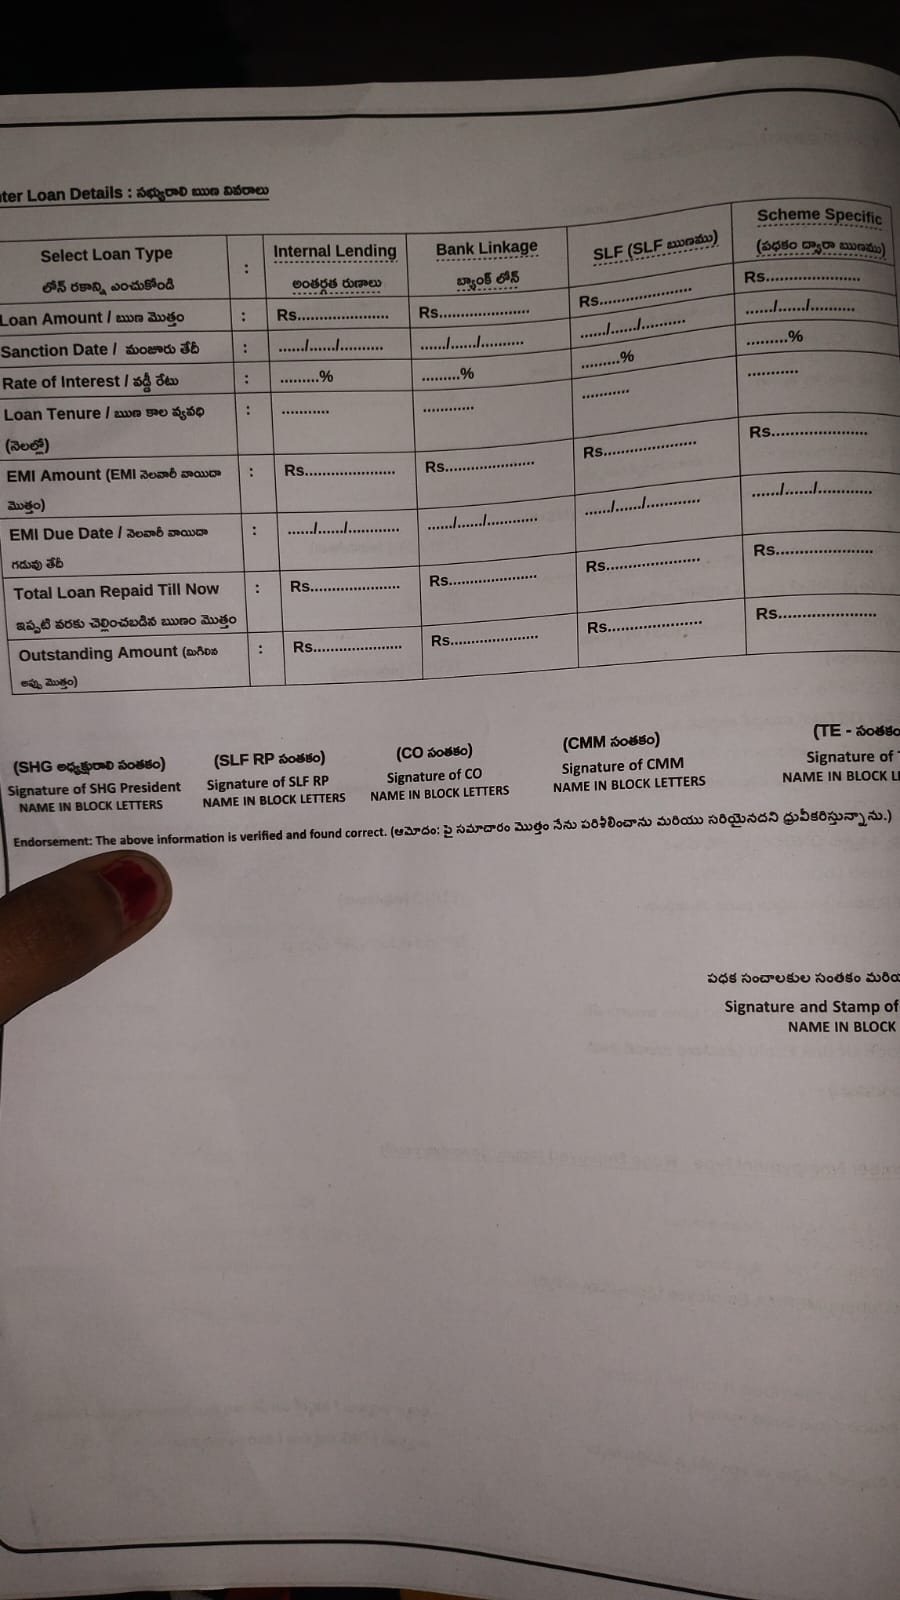 Loan Details : సభ్యురాలి ఋణ వివరాలు
Select Loan Type : Internal Lending Bank Linkage SLF (SLF ఋణము) Scheme Specific
లోన్ రకాన్ని ఎంచుకోండి అంతర్గత రుణాలు బ్యాంక్ లోన్ (పథకం ద్వారా ఋణము)
Loan Amount / ఋణ మొత్తం : Rs..................... Rs..................... Rs..................... Rs.....................
Sanction Date / మంజూరు తేదీ : ....../....../.......... ....../....../.......... ....../....../.......... ....../....../..........
Rate of Interest / వడ్డీ రేటు : .........% .........% .........% .........%
Loan Tenure / ఋణ కాల వ్యవధి : ........... ............ ........... ...........
(నెలల్లో)
EMI Amount (EMI నెలవారీ వాయిదా : Rs..................... Rs..................... Rs..................... Rs.....................
మొత్తం)
EMI Due Date / నెలవారీ వాయిదా : ....../....../............ ....../....../............ ....../....../............ ....../....../............
గడువు తేదీ
Total Loan Repaid Till Now : Rs..................... Rs..................... Rs..................... Rs.....................
ఇప్పటి వరకు చెల్లించబడిన ఋణం మొత్తం
Outstanding Amount (మిగిలిన : Rs..................... Rs..................... Rs..................... Rs.....................
అప్పు మొత్తం)
(SHG అధ్యక్షురాలి సంతకం) (SLF RP సంతకం) (CO సంతకం) (CMM సంతకం) (TE - సంతకం
Signature of SHG President Signature of SLF RP Signature of CO Signature of CMM Signature of
NAME IN BLOCK LETTERS NAME IN BLOCK LETTERS NAME IN BLOCK LETTERS NAME IN BLOCK LETTERS NAME IN BLOCK
Endorsement: The above information is verified and found correct. (ఆమోదం: పై సమాచారం మొత్తం నేను పరిశీలించాను మరియు సరియైనదని ధ్రువీకరిస్తున్నాను.)
పథక సంచాలకుల సంతకం
Signature and Stamp of
NAME IN BLOCK